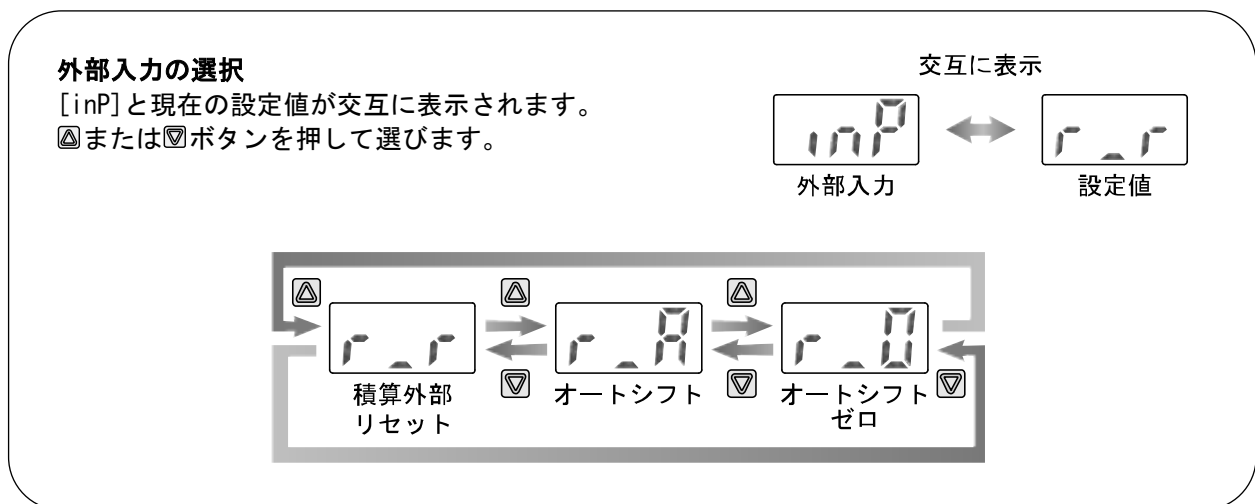 外部入力の選択
[inP]と現在の設定値が交互に表示されます。
△または▽ボタンを押して選びます。
交互に表示
inP
r_r
外部入力
設定値
△
△
△
r_r
r_A
r_0
積算外部
リセット
▽
オートシフト
▽
オートシフト
ゼロ
▽